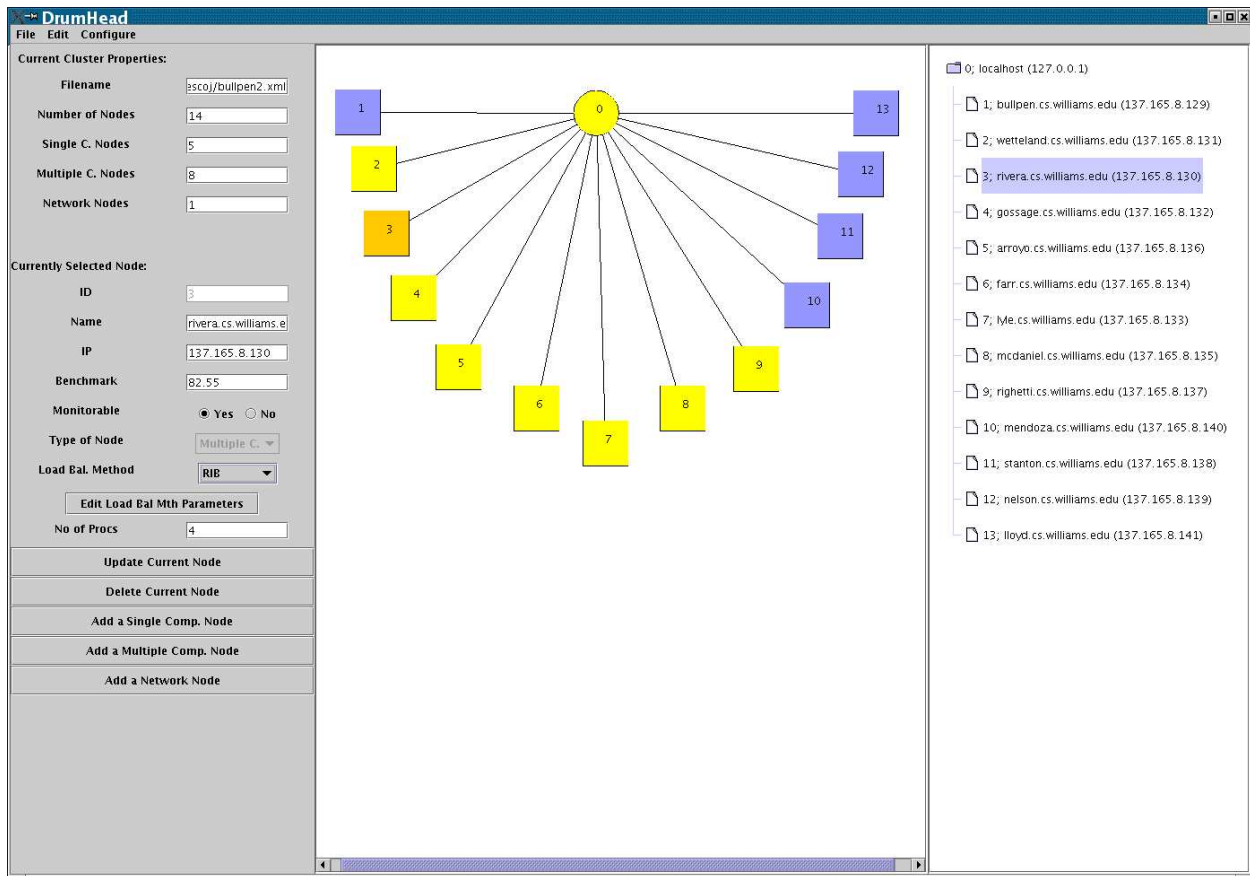 DrumHead
File Edit Configure
Current Cluster Properties:
Filename escoj/bullpen2.xml
Number of Nodes 14
Single C. Nodes 5
Multiple C. Nodes 8
Network Nodes 1
Currently Selected Node:
ID 3
Name rivera.cs.williams.e
IP 137.165.8.130
Benchmark 82.55
Monitorable Yes No
Type of Node Multiple C.
Load Bal. Method RIB
Edit Load Bal Mth Parameters
No of Procs 4
Update Current Node
Delete Current Node
Add a Single Comp. Node
Add a Multiple Comp. Node
Add a Network Node
0
1
2
3
4
5
6
7
8
9
10
11
12
13
0; localhost (127.0.0.1)
1; bullpen.cs.williams.edu (137.165.8.129)
2; wetteland.cs.williams.edu (137.165.8.131)
3; rivera.cs.williams.edu (137.165.8.130)
4; gossage.cs.williams.edu (137.165.8.132)
5; arroyo.cs.williams.edu (137.165.8.136)
6; farr.cs.williams.edu (137.165.8.134)
7; lyle.cs.williams.edu (137.165.8.133)
8; mcdaniel.cs.williams.edu (137.165.8.135)
9; righetti.cs.williams.edu (137.165.8.137)
10; mendoza.cs.williams.edu (137.165.8.140)
11; stanton.cs.williams.edu (137.165.8.138)
12; nelson.cs.williams.edu (137.165.8.139)
13; lloyd.cs.williams.edu (137.165.8.141)